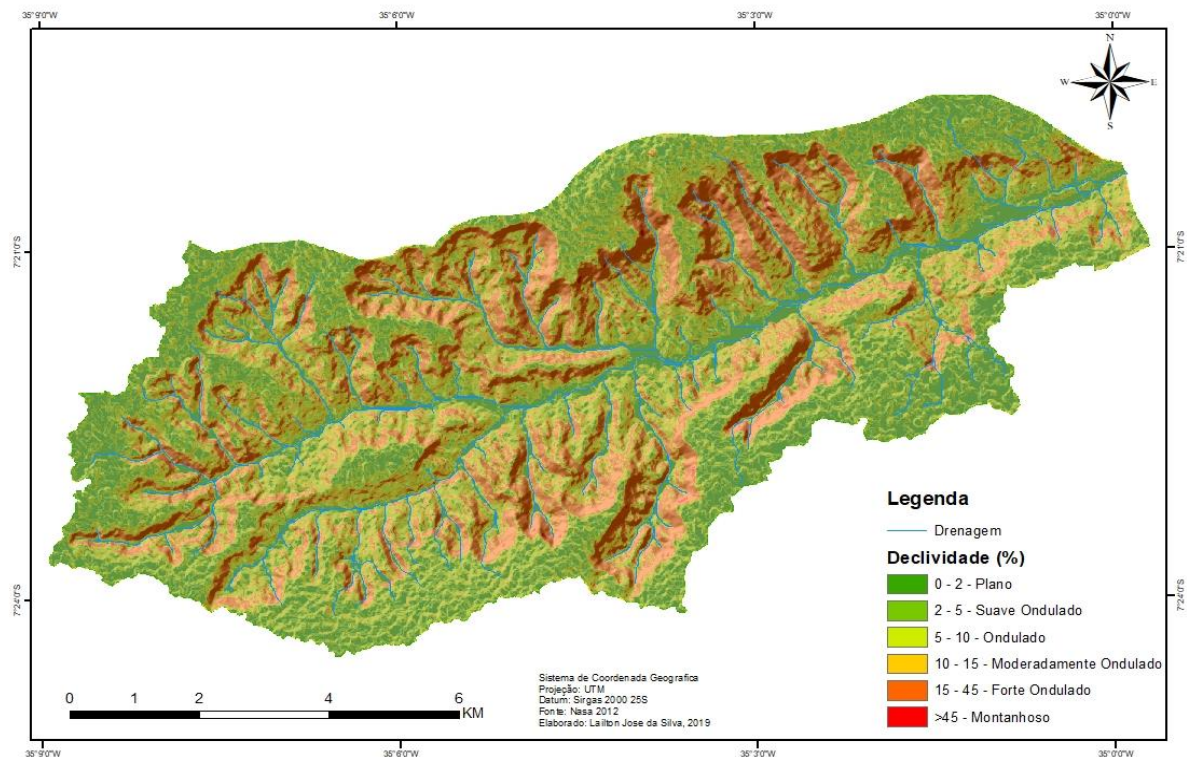 35°9'0"W
35°6'0"W
35°3'0"W
35°0'0"W
N
W
E
S
7°21'0"S
7°21'0"S
7°24'0"S
7°24'0"S
Legenda
Drenagem
Declividade (%)
0 - 2 - Plano
2 - 5 - Suave Ondulado
5 - 10 - Ondulado
10 - 15 - Moderadamente Ondulado
15 - 45 - Forte Ondulado
>45 - Montanhoso
0 2 4 6
KM
Sistema de Coordenada Geografica
Projeção: UTM
Datum: Sirgas 2000 25S
Fonte: Nasa 2012
Elaborado: Lailton Jose da Silva, 2019
35°9'0"W
35°6'0"W
35°3'0"W
35°0'0"W